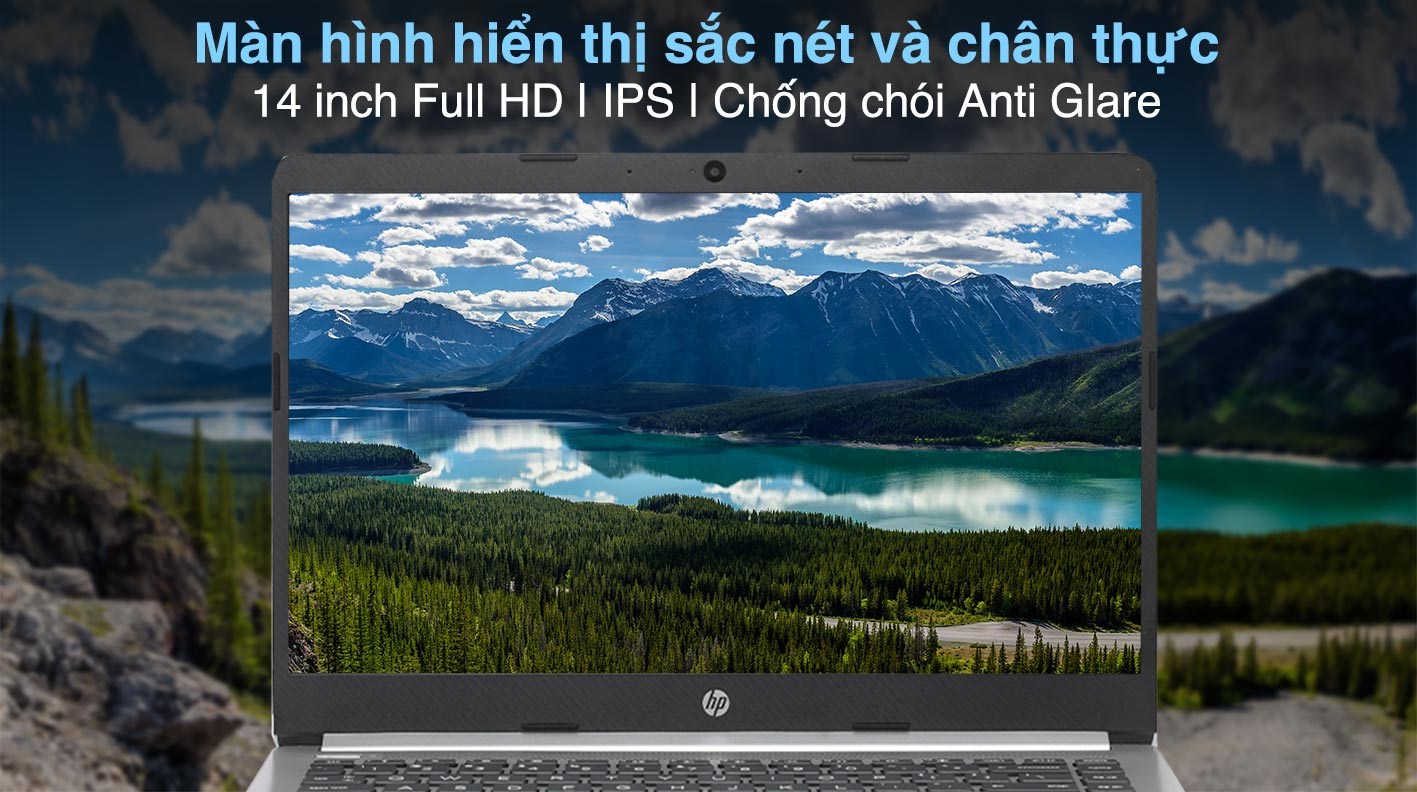 Màn hình hiển thị sắc nét và chân thực
14 inch Full HD | IPS | Chống chói Anti Glare
hp